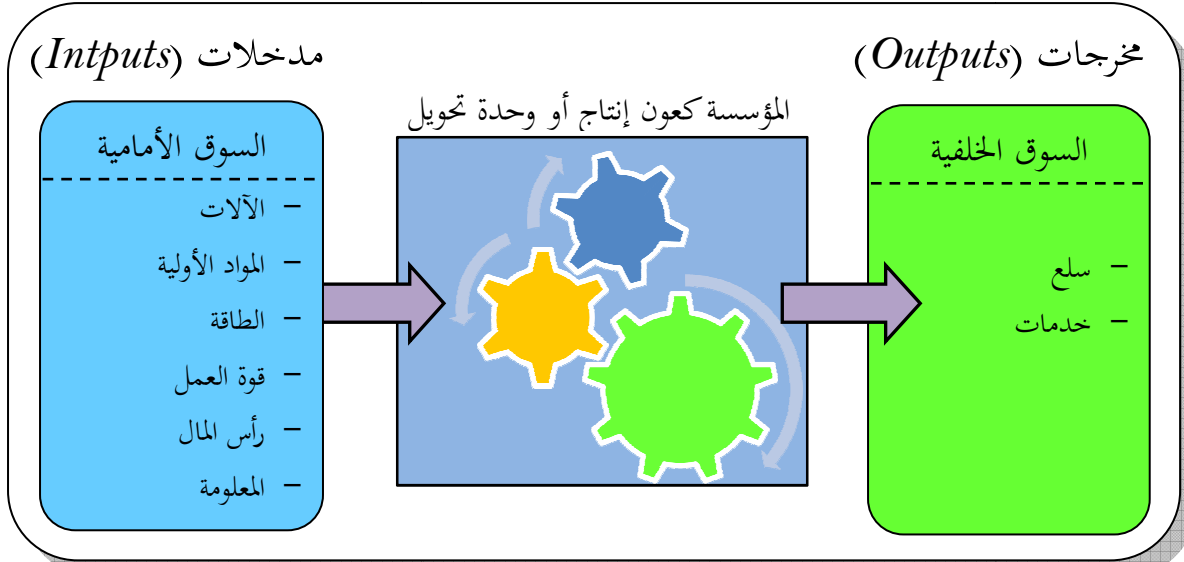 مدخلات (Intputs)
السوق الأمامية
– الآلات
– المواد الأولية
– الطاقة
– قوة العمل
– رأس المال
– المعلومة
المؤسسة كعون إنتاج أو وحدة تحويل
مخرجات (Outputs)
السوق الخلفية
– سلع
– خدمات